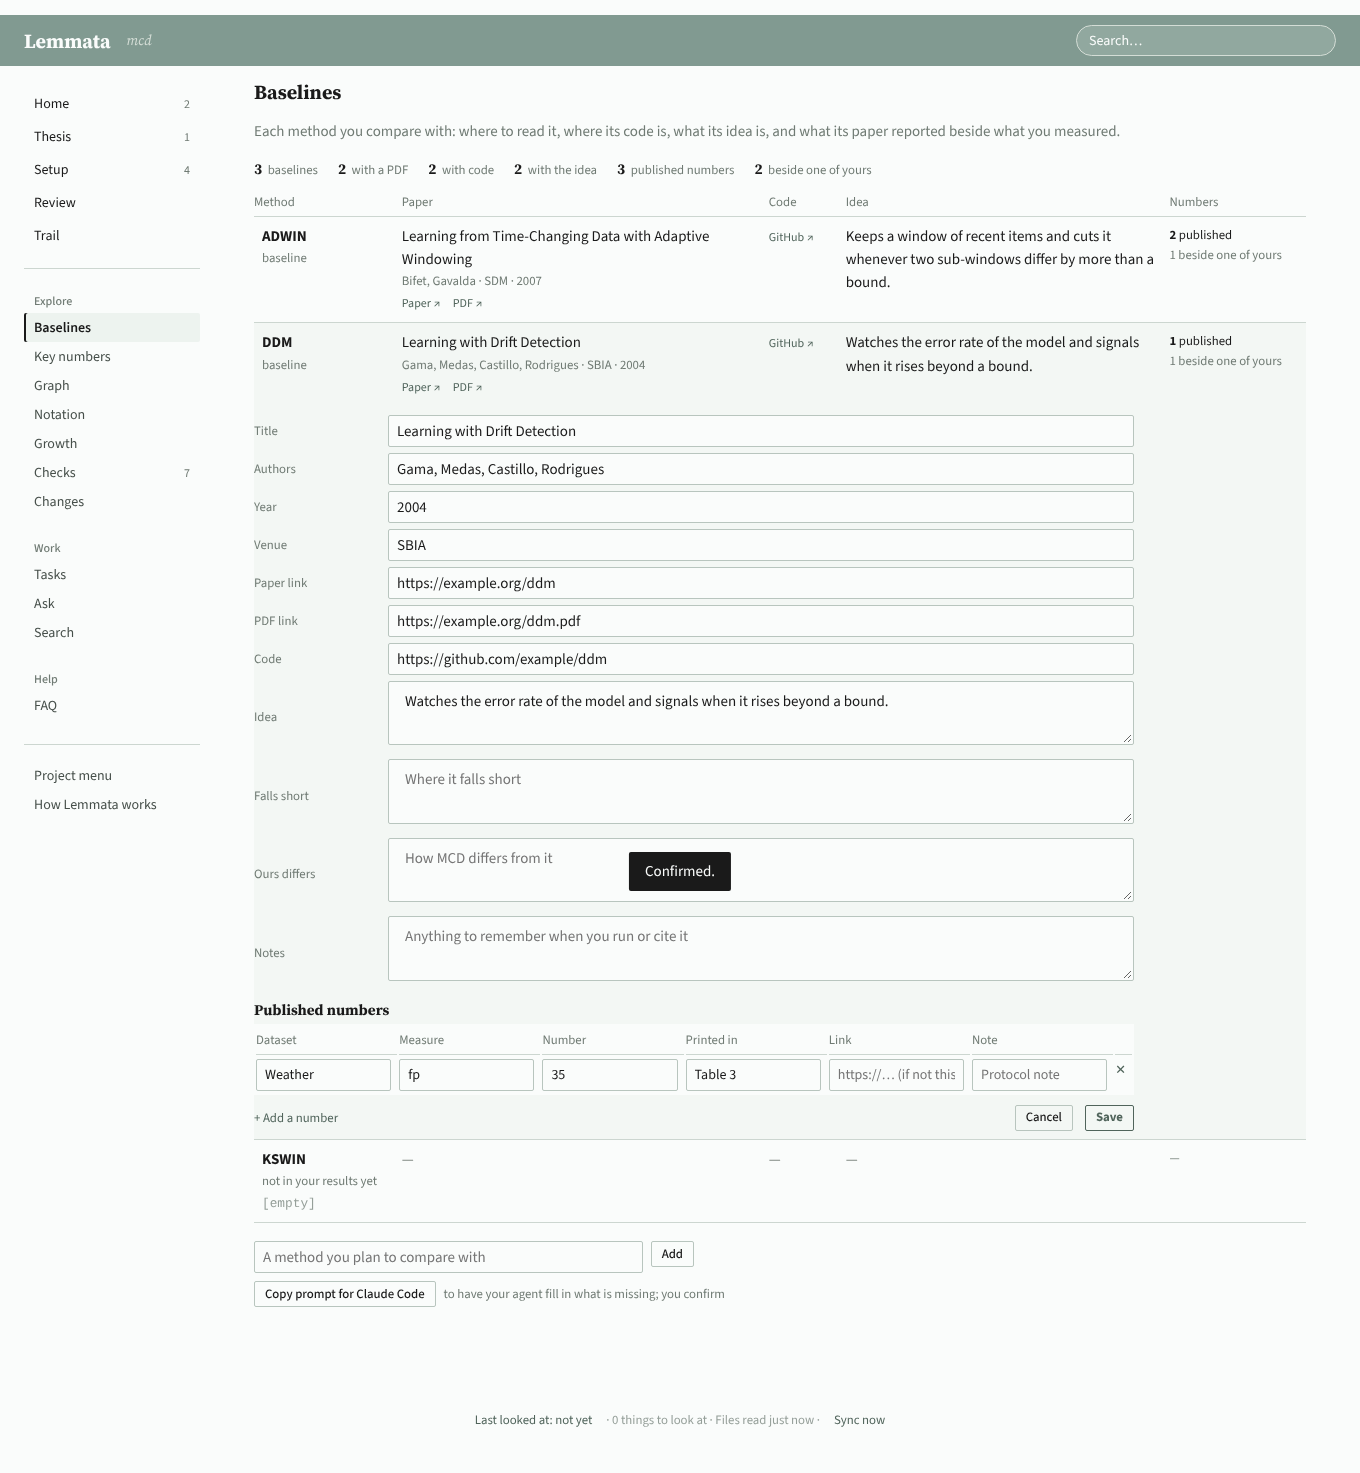 Lemmata mcd Search…
Home 2
Thesis 1
Setup 4
Review
Trail
Explore
Baselines
Key numbers
Graph
Notation
Growth
Checks 7
Changes
Work
Tasks
Ask
Search
Help
FAQ
Project menu
How Lemmata works
Baselines
Each method you compare with: where to read it, where its code is, what its idea is, and what its paper reported beside what you measured.
3 baselines 2 with a PDF 2 with code 2 with the idea 3 published numbers 2 beside one of yours
Method Paper Code Idea Numbers
ADWIN
baseline
Learning from Time-Changing Data with Adaptive
Windowing
Bifet, Gavalda · SDM · 2007
Paper ↗ PDF ↗
GitHub ↗
Keeps a window of recent items and cuts it
whenever two sub-windows differ by more than a
bound.
2 published
1 beside one of yours
DDM
baseline
Learning with Drift Detection
Gama, Medas, Castillo, Rodrigues · SBIA · 2004
Paper ↗ PDF ↗
GitHub ↗
Watches the error rate of the model and signals
when it rises beyond a bound.
1 published
1 beside one of yours
Title Learning with Drift Detection
Authors Gama, Medas, Castillo, Rodrigues
Year 2004
Venue SBIA
Paper link https://example.org/ddm
PDF link https://example.org/ddm.pdf
Code https://github.com/example/ddm
Idea Watches the error rate of the model and signals when it rises beyond a bound.
Falls short Where it falls short
Ours differs How MCD differs from it
Confirmed.
Notes Anything to remember when you run or cite it
Published numbers
Dataset Measure Number Printed in Link Note
Weather fp 35 Table 3 https://… (if not this Protocol note ✕
+ Add a number Cancel Save
KSWIN — — — —
not in your results yet
[empty]
A method you plan to compare with Add
Copy prompt for Claude Code to have your agent fill in what is missing; you confirm
Last looked at: not yet · 0 things to look at · Files read just now · Sync now